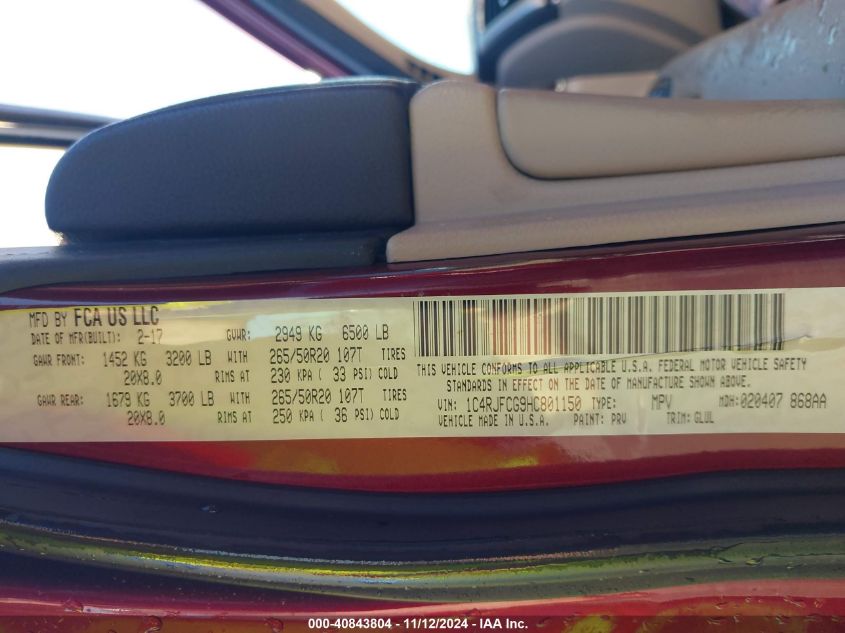 MFD BY FCA US LLC
DATE OF MFR(BUILT): 2-17 GVWR: 2949 KG 6500 LB
GAWR FRONT: 1452 KG 3200 LB WITH 265/50R20 107T TIRES
20X8.0 RIMS AT 230 KPA ( 33 PSI) COLD
GAWR REAR: 1679 KG 3700 LB WITH 265/50R20 107T TIRES
20X8.0 RIMS AT 250 KPA ( 36 PSI) COLD
THIS VEHICLE CONFORMS TO ALL APPLICABLE U.S.A. FEDERAL MOTOR VEHICLE SAFETY
STANDARDS IN EFFECT ON THE DATE OF MANUFACTURE SHOWN ABOVE.
VIN: 1C4RJFCG9HC801150 TYPE: MPV MDH:020407 868AA
VEHICLE MADE IN U.S.A. PAINT: PRV TRIM: GLUL
000-40843804 - 11/12/2024 - IAA Inc.